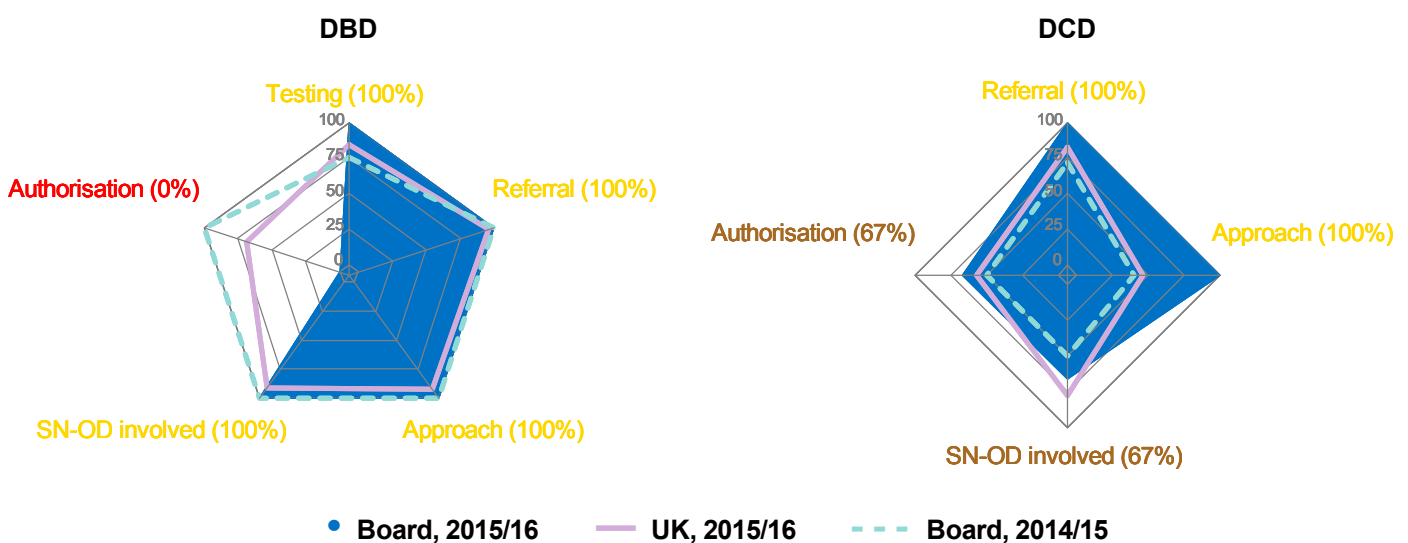 DBD
DCD
Testing (100%)
Referral (100%)
100
75
50
25
0
100
75
50
25
0
Authorisation (0%)
Referral (100%)
Authorisation (67%)
Approach (100%)
SN-OD involved (100%)
Approach (100%)
SN-OD involved (67%)
Board, 2015/16
UK, 2015/16
Board, 2014/15